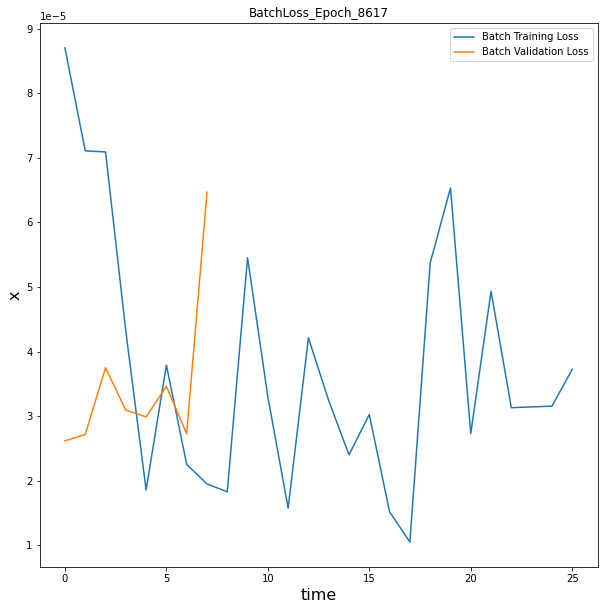 BatchLoss_Epoch_8617
1e−5
Batch Training Loss
Batch Validation Loss
9
8
7
6
5
4
3
2
1
x
0 5 10 15 20 25
time